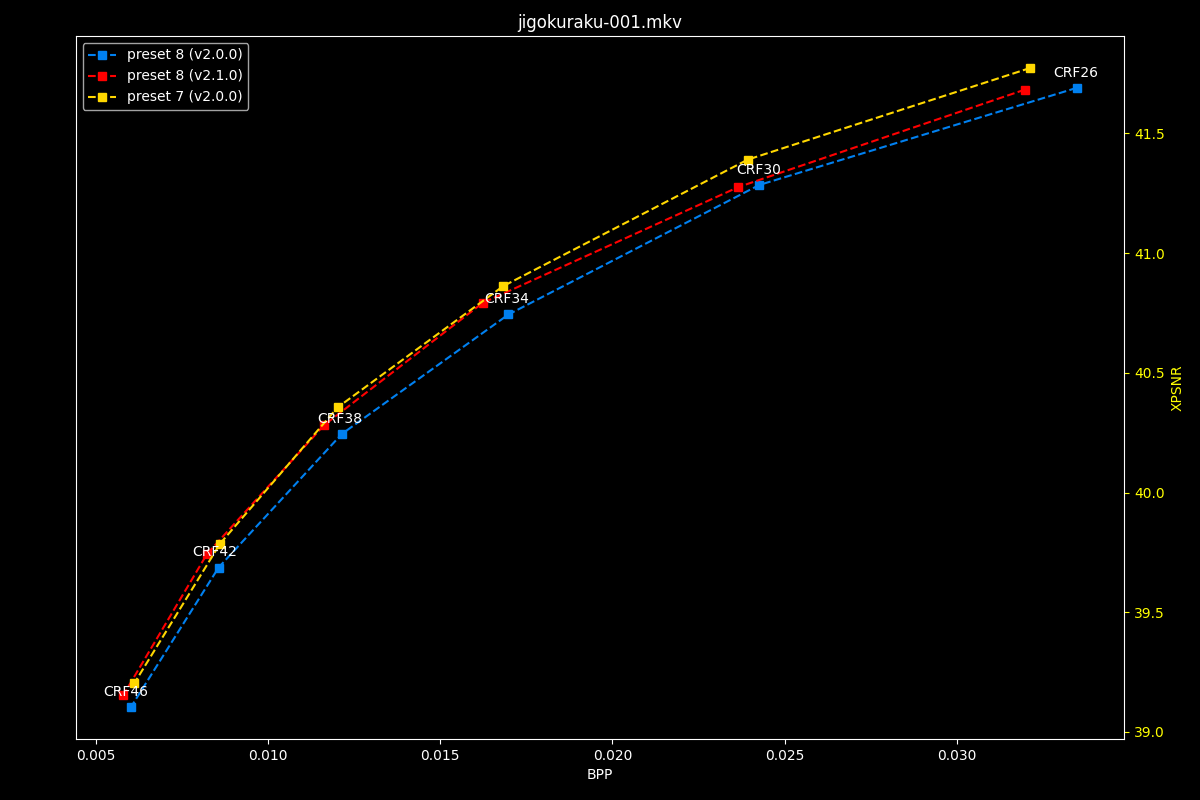 jigokuraku-001.mkv
preset 8 (v2.0.0)
preset 8 (v2.1.0)
preset 7 (v2.0.0)
CRF26
41.5
CRF30
41.0
CRF34
40.5
XPSNR
CRF38
40.0
CRF42
39.5
CRF46
39.0
0.005 0.010 0.015 0.020 0.025 0.030
BPP